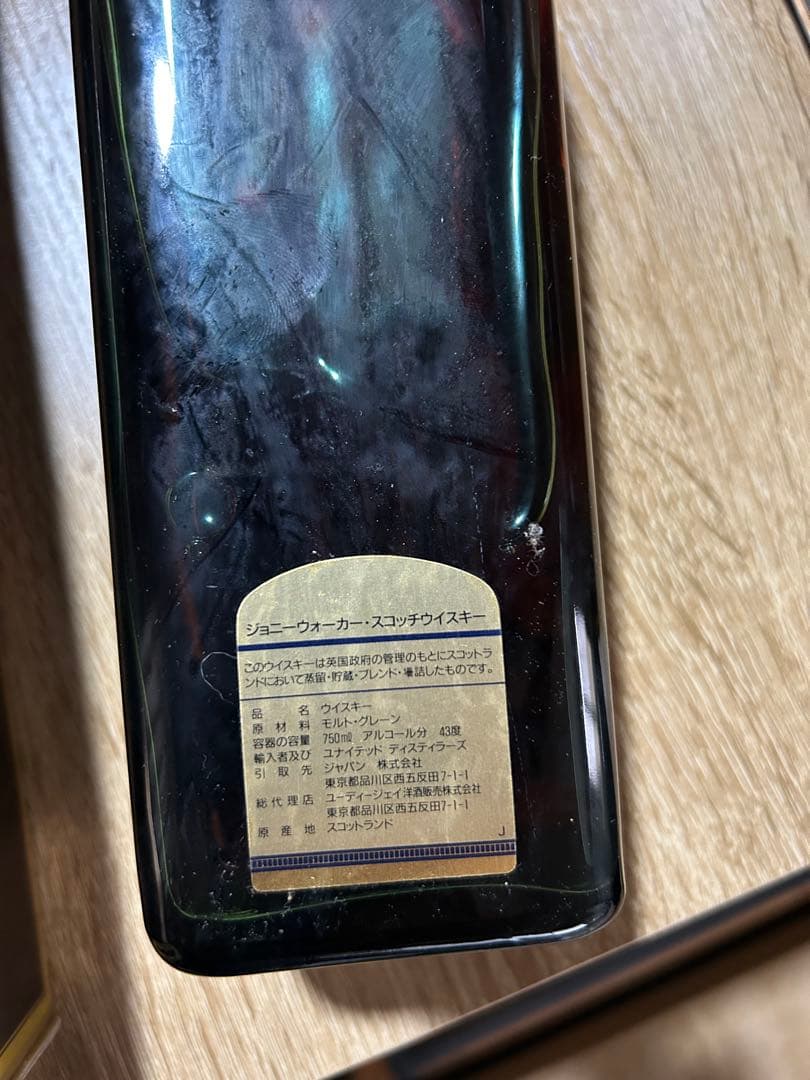 ジョニーウォーカー・スコッチウイスキー
このウイスキーは英国政府の管理のもとにスコットラ
ンドにおいて蒸留・貯蔵・ブレンド・壜詰したものです。
品名 ウイスキー
原材料 モルト・グレーン
容器の容量 750㎖ アルコール分 43度
輸入者及び ユナイテッド ディスティラーズ
引取先 ジャパン 株式会社
東京都品川区西五反田7-1-1
総代理店 ユーディージェイ洋酒販売株式会社
東京都品川区西五反田7-1-1
原産地 スコットランド
J